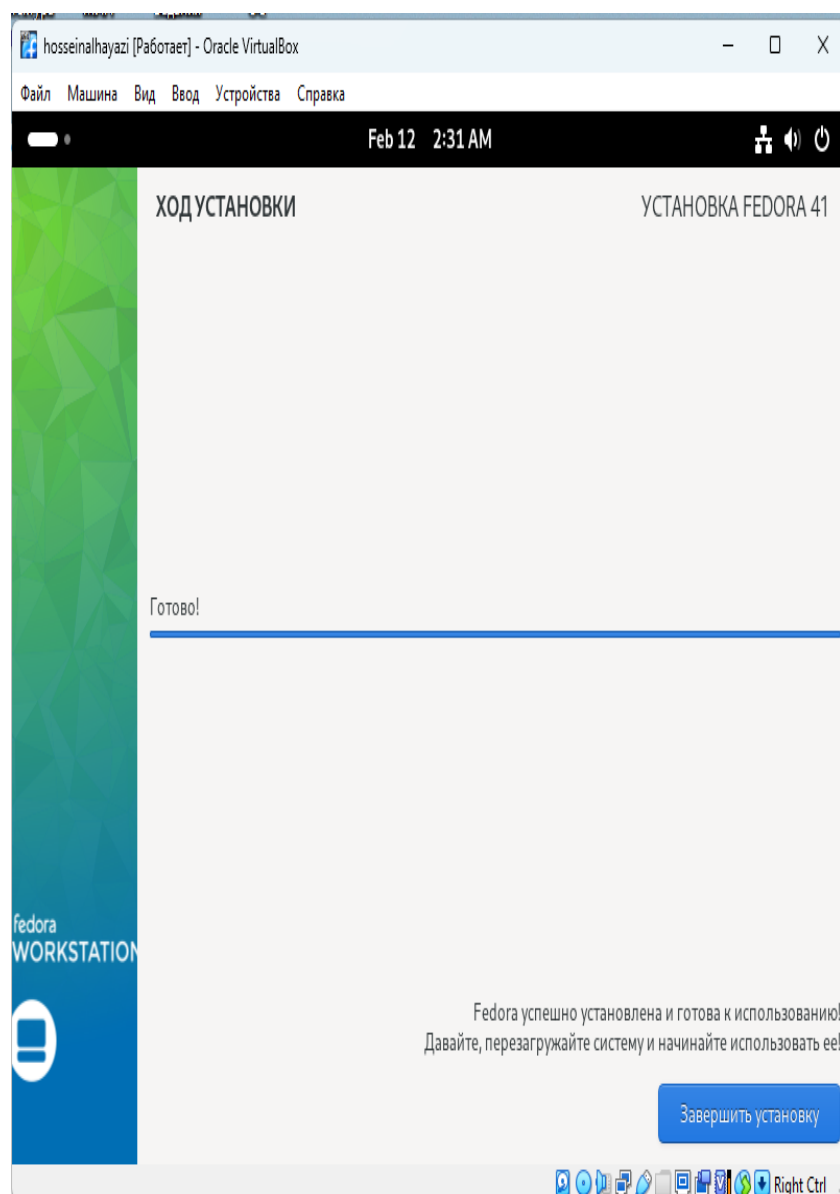 hosseinalhayazi [Работает] - Oracle VirtualBox
Файл Машина Вид Ввод Устройства Справка
Feb 12 2:31 AM
ХОД УСТАНОВКИ
УСТАНОВКА FEDORA 41
Готово!
fedora
WORKSTATION
Fedora успешно установлена и готова к использованию!
Давайте, перезагружайте систему и начинайте использовать ее!
Завершить установку
Right Ctrl